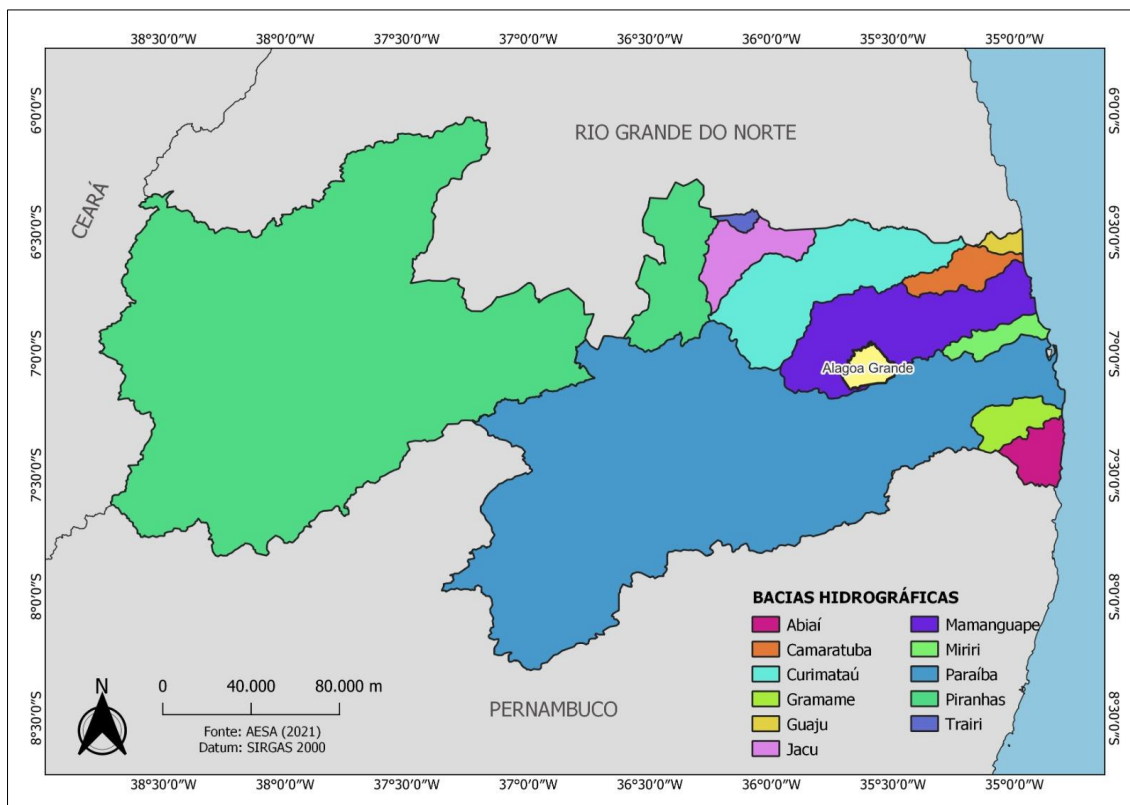 38°30'0"W 38°0'0"W 37°30'0"W 37°0'0"W 36°30'0"W 36°0'0"W 35°30'0"W 35°0'0"W
6°0'0"S
6°30'0"S
7°0'0"S
7°30'0"S
8°0'0"S
8°30'0"S
CEARÁ
RIO GRANDE DO NORTE
Alagoa Grande
PERNAMBUCO
BACIAS HIDROGRÁFICAS
Abiaí
Camaratuba
Curimataú
Gramame
Guaju
Jacu
Mamanguape
Miriri
Paraíba
Piranhas
Trairi
N
0 40.000 80.000 m
Fonte: AESA (2021)
Datum: SIRGAS 2000
6°0'0"S
6°30'0"S
7°0'0"S
7°30'0"S
8°0'0"S
8°30'0"S
38°30'0"W 38°0'0"W 37°30'0"W 37°0'0"W 36°30'0"W 36°0'0"W 35°30'0"W 35°0'0"W